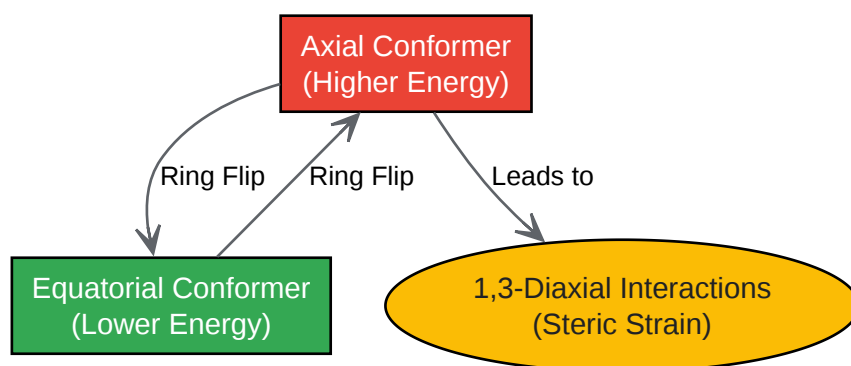 Axial Conformer
(Higher Energy)
Ring Flip
Ring Flip
Leads to
Equatorial Conformer
(Lower Energy)
1,3-Diaxial Interactions
(Steric Strain)